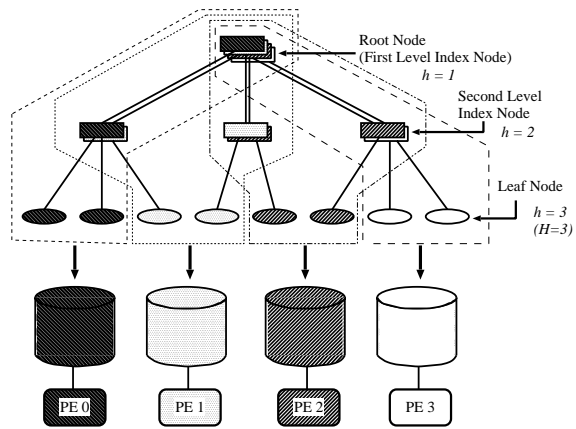 Root Node
(First Level Index Node)
h = 1
Second Level
Index Node
h = 2
Leaf Node
h = 3
(H=3)
PE 0
PE 1
PE 2
PE 3